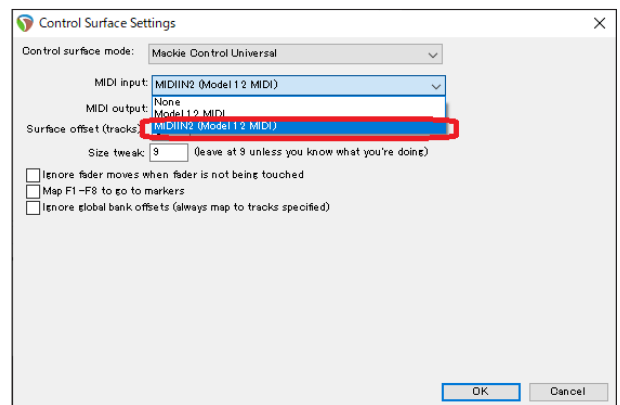 Control Surface Settings
Control surface mode: Mackie Control Universal
MIDI input: MIDIIN2 (Model 12 MIDI)
None
MIDI output: Model 12 MIDI
Surface offset (tracks) MIDIIN2 (Model 12 MIDI)
Size tweak: 9 (leave at 9 unless you know what you're doing)
Ignore fader moves when fader is not being touched
Map F1-F8 to go to markers
Ignore global bank offsets (always map to tracks specified)
OK Cancel